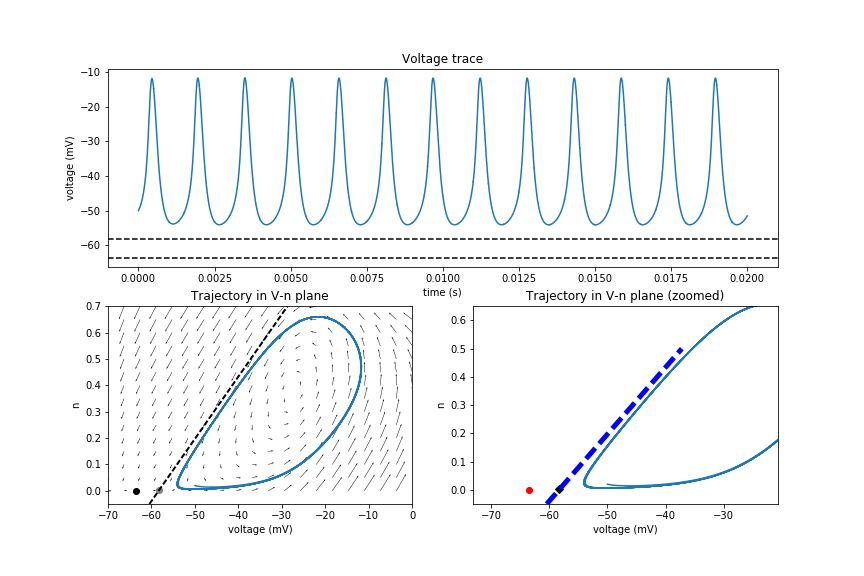 Voltage trace
−10
−20
−30
−40
−50
−60
voltage (mV)
0.0000 0.0025 0.0050 0.0075 0.0100 0.0125 0.0150 0.0175 0.0200
time (s)
Trajectory in V-n plane
0.7
0.6
0.5
0.4
0.3
0.2
0.1
0.0
n
−70 −60 −50 −40 −30 −20 −10 0
voltage (mV)
Trajectory in V-n plane (zoomed)
0.6
0.5
0.4
0.3
0.2
0.1
0.0
n
−70 −60 −50 −40 −30
voltage (mV)